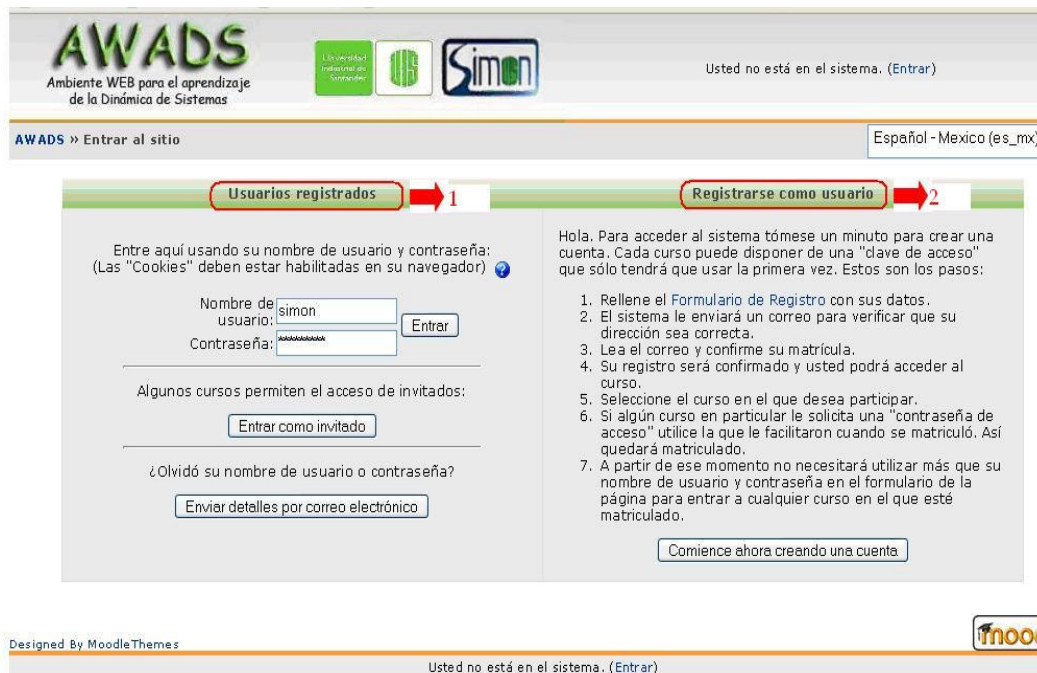 AWADS
Ambiente WEB para el aprendizaje
de la Dinámica de Sistemas
Universidad
Industrial de
Santander
UIS
Simon
Usted no está en el sistema. (Entrar)
AWADS » Entrar al sitio
Español - Mexico (es_mx)
Usuarios registrados
1
Entre aquí usando su nombre de usuario y contraseña:
(Las "Cookies" deben estar habilitadas en su navegador)
Nombre de
usuario:
simon
Entrar
Contraseña:
**********
Algunos cursos permiten el acceso de invitados:
Entrar como invitado
¿Olvidó su nombre de usuario o contraseña?
Enviar detalles por correo electrónico
Registrarse como usuario
2
Hola. Para acceder al sistema tómese un minuto para crear una
cuenta. Cada curso puede disponer de una "clave de acceso"
que sólo tendrá que usar la primera vez. Estos son los pasos:
1. Rellene el Formulario de Registro con sus datos.
2. El sistema le enviará un correo para verificar que su
dirección sea correcta.
3. Lea el correo y confirme su matrícula.
4. Su registro será confirmado y usted podrá acceder al
curso.
5. Seleccione el curso en el que desea participar.
6. Si algún curso en particular le solicita una "contraseña de
acceso" utilice la que le facilitaron cuando se matriculó. Así
quedará matriculado.
7. A partir de ese momento no necesitará utilizar más que su
nombre de usuario y contraseña en el formulario de la
página para entrar a cualquier curso en el que esté
matriculado.
Comience ahora creando una cuenta
Designed By MoodleThemes
moo
Usted no está en el sistema. (Entrar)